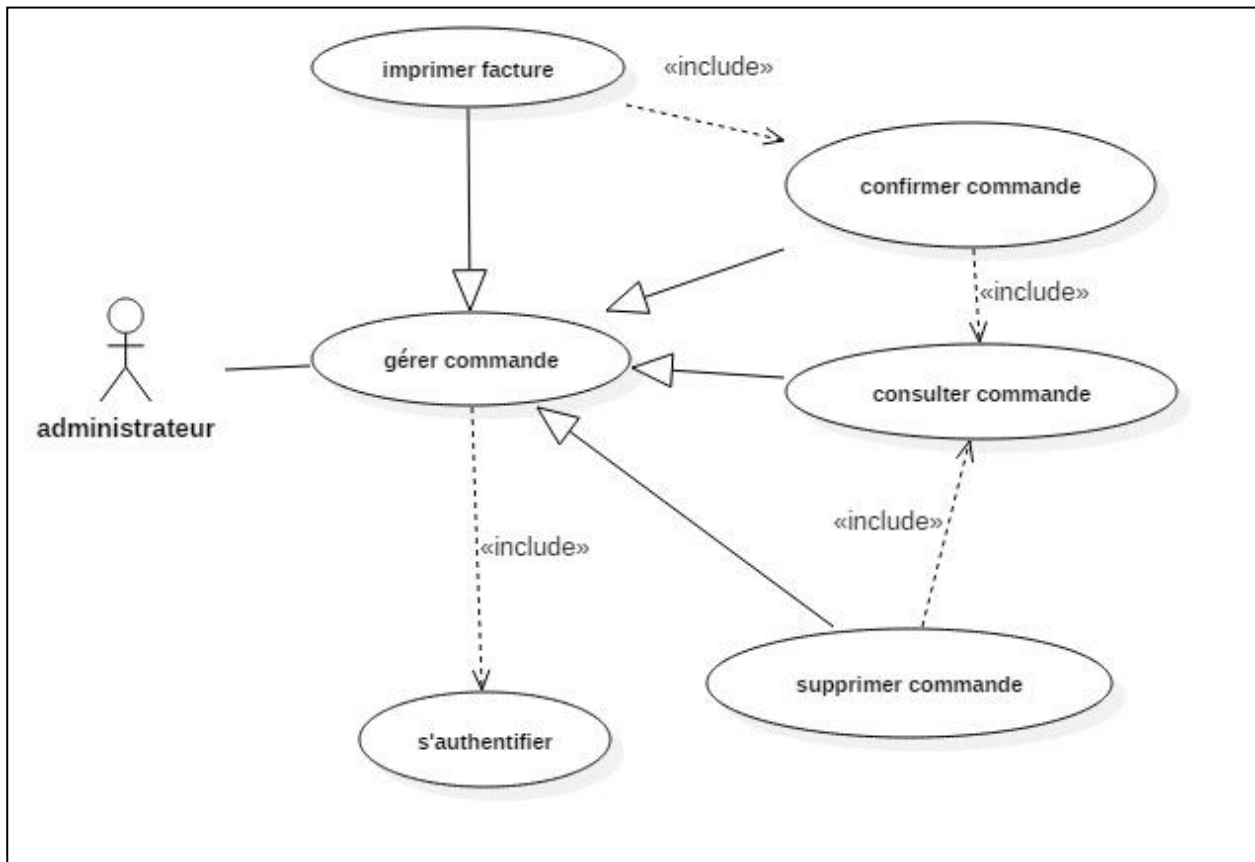 imprimer facture
«include»
confirmer commande
«include»
gérer commande
consulter commande
administrateur
«include»
«include»
supprimer commande
s'authentifier